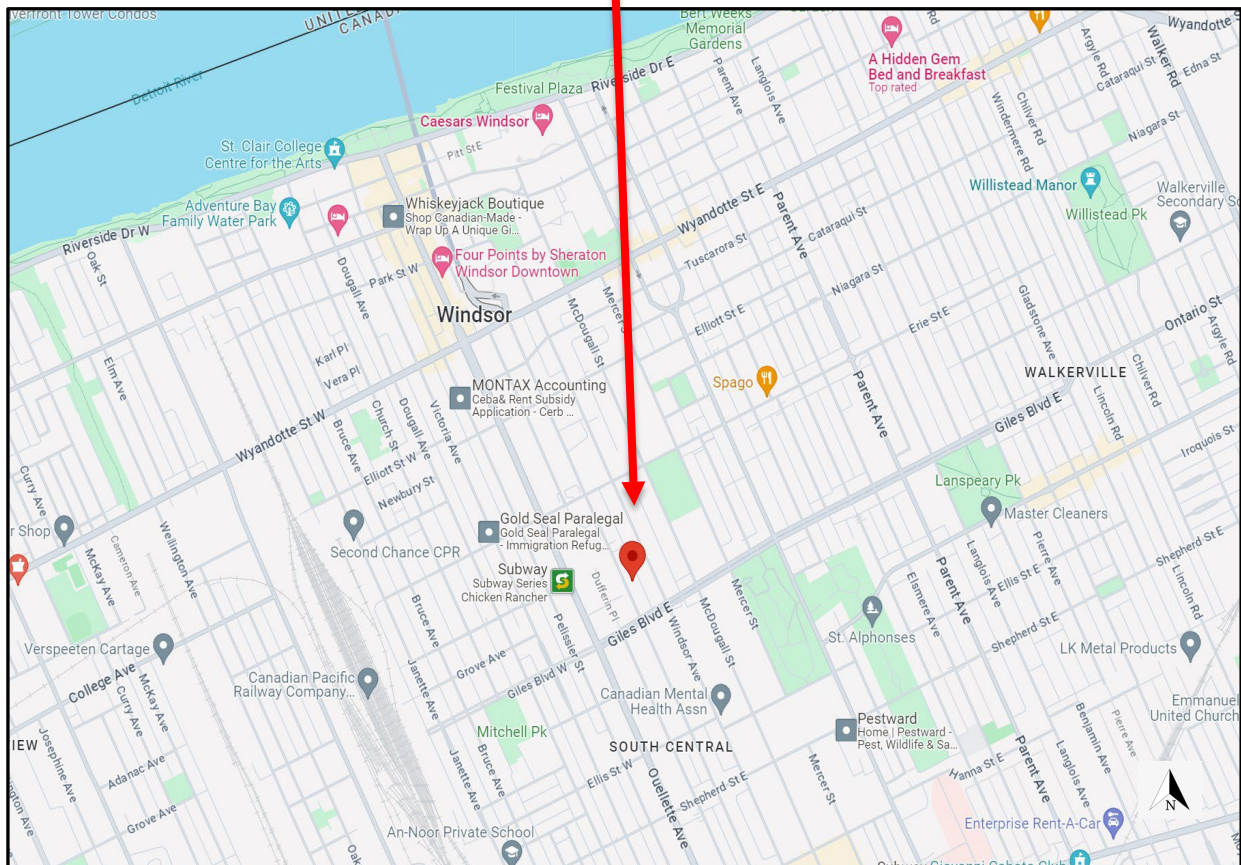 verfront Tower Condos
UNITE
CANADA
Detroit River
Bert Weeks
Memorial
Gardens
Wyandotte S
Riverside Dr E
Festival Plaza
Parent Ave
Langlois Ave
A Hidden Gem
Bed and Breakfast
Top rated
Rd
Argyle Rd
Cataraqui St
Walker Rd
Edna St
Caesars Windsor
Pitt St E
Chilver Rd
Windermere Rd
Niagara St
St. Clair College
Centre for the Arts
Willistead Manor
Willistead Pk
Walkerville
Secondary Sc
Adventure Bay
Family Water Park
Whiskeyjack Boutique
Shop Canadian-Made -
Wrap Up A Unique Gi...
Wyandotte St E
Parent Ave
Cataraqui St
Riverside Dr W
Oak St
Dougall Ave
Park St W
Four Points by Sheraton
Windsor Downtown
Tuscarora St
Niagara St
Windsor
McDougall St
Mercer S
Elliott St E
Erie St E
Gladstone Ave
Ontario St
Argyle Rd
Elm Ave
Karl Pl
Vera Pl
MONTAX Accounting
Ceba& Rent Subsidy
Application - Cerb ...
Spago
Parent Ave
WALKERVILLE
Chilver Rd
Lincoln Rd
Giles Blvd E
Wyandotte St W
Church St
Bruce Ave
Dougall Ave
Victoria Ave
Elliott St W
Newbury St
Iroquois St
Curry Ave
Lanspeary Pk
Master Cleaners
r Shop
Second Chance CPR
Gold Seal Paralegal
Gold Seal Paralegal
- Immigration Refug...
McKay Ave
Cameron Ave
Wellington Ave
Subway
Subway Series
Chicken Rancher
Dufferin Pl
Pierre Ave
Langlois Ave
Ellis St E
Shepherd St E
Lincoln Rd
Bruce Ave
Pelissier St
Giles Blvd E
Mercer St
McDougall St
Windsor Ave
Elsmere Ave
Parent Ave
Shepherd St E
St. Alphonses
LK Metal Products
Verspeeten Cartage
College Ave
McKay Ave
Curry Ave
Canadian Pacific
Railway Company...
Janette Ave
Grove Ave
Giles Blvd W
Canadian Mental
Health Assn
Emmanuel
United Church
Mitchell Pk
Pestward
Home | Pestward -
Pest, Wildlife & Sa...
Benjamin Ave
Pierre Ave
IEW
Josephine Ave
SOUTH CENTRAL
Adanac Ave
Janette Ave
Bruce Ave
Ellis St W
Ouellette Ave
Shepherd St E
Mercer St
Hanna St E
Parent Ave
Langlois Ave
N
ngton Ave
Grove Ave
An-Noor Private School
Oak
Enterprise Rent-A-Car